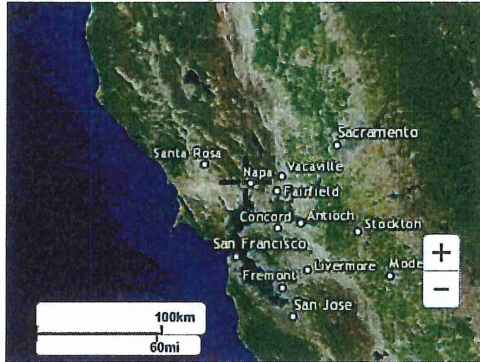 Sacramento
Santa Rosa
Napa
Vacaville
Fairfield
Concord
Antioch
Stockton
San Francisco
Fremont
Livermore
Mode
San Jose
+
−
100km
60mi